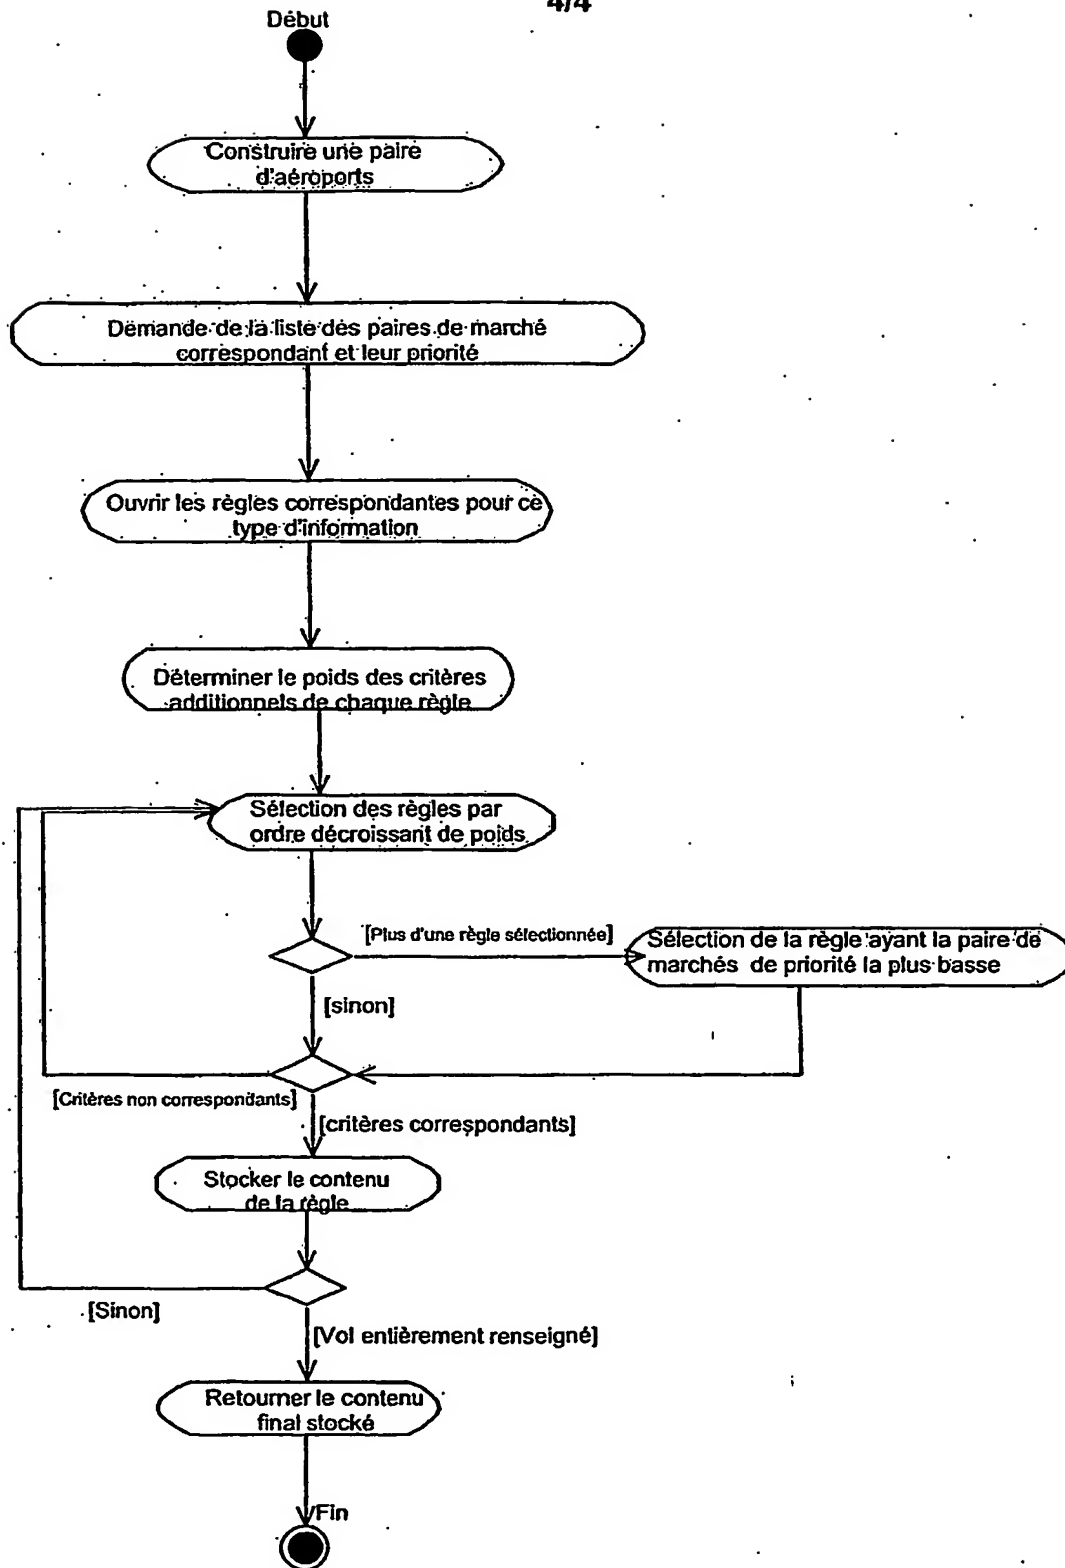 4/4
Début
Construire une paire
d'aéroports
Demande de la liste des paires de marché
correspondant et leur priorité
Ouvrir les règles correspondantes pour ce
type d'information
Déterminer le poids des critères
additionnels de chaque règle
Sélection des règles par
ordre décroissant de poids
[Plus d'une règle sélectionnée]
Sélection de la règle ayant la paire de
marchés de priorité la plus basse
[sinon]
[Critères non correspondants]
[critères correspondants]
Stocker le contenu
de la règle
[Sinon]
[Vol entièrement renseigné]
Retourner le contenu
final stocké
Fin